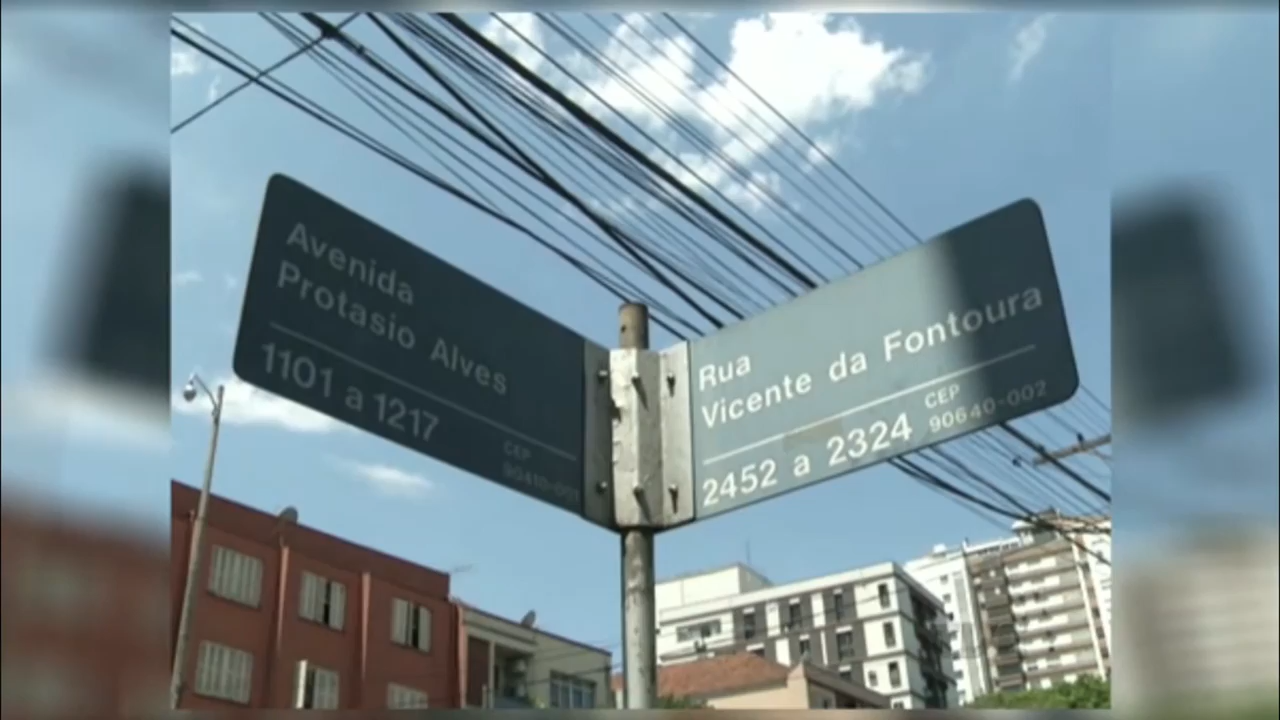 Avenida
Protasio Alves
1101 a 1217
CEP
Rua
Vicente da Fontoura
2452 a 2324
CEP
90640-002